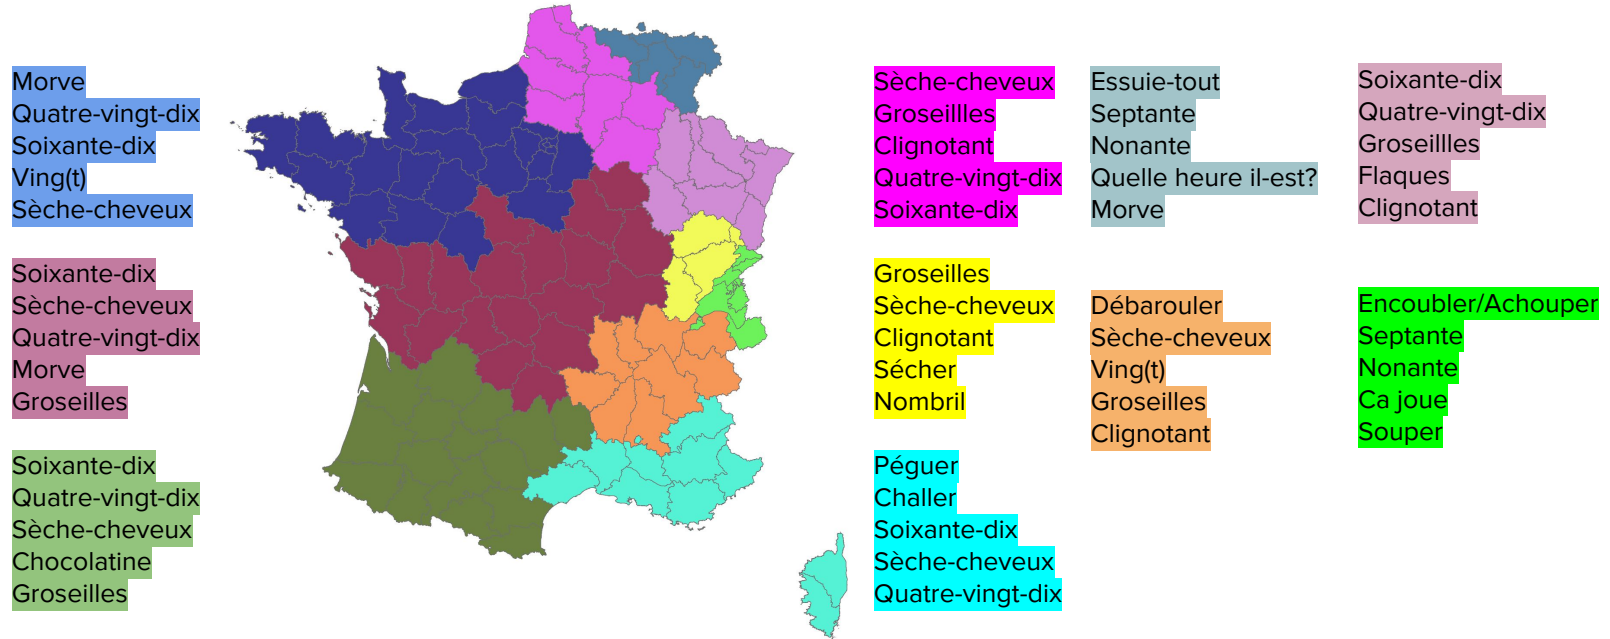 Morve
Quatre-vingt-dix
Soixante-dix
Ving(t)
Sèche-cheveux
Soixante-dix
Sèche-cheveux
Quatre-vingt-dix
Morve
Groseilles
Soixante-dix
Quatre-vingt-dix
Sèche-cheveux
Chocolatine
Groseilles
Sèche-cheveux
Groseillles
Clignotant
Quatre-vingt-dix
Soixante-dix
Groseilles
Sèche-cheveux
Clignotant
Sécher
Nombril
Péguer
Challer
Soixante-dix
Sèche-cheveux
Quatre-vingt-dix
Essuie-tout
Septante
Nonante
Quelle heure il-est?
Morve
Débarouler
Sèche-cheveux
Ving(t)
Groseilles
Clignotant
Soixante-dix
Quatre-vingt-dix
Groseillles
Flaques
Clignotant
Encoubler/Achouper
Septante
Nonante
Ca joue
Souper